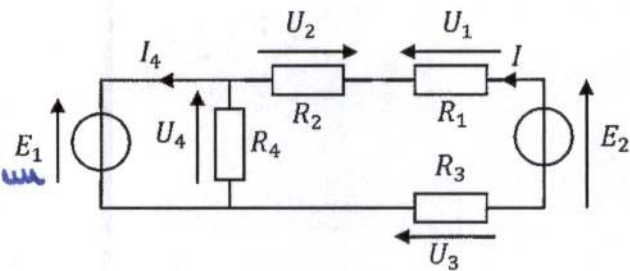 U₂ U₁
I₄ I
R₂ R₁
E₁ U₄ R₄ E₂
R₃
U₃